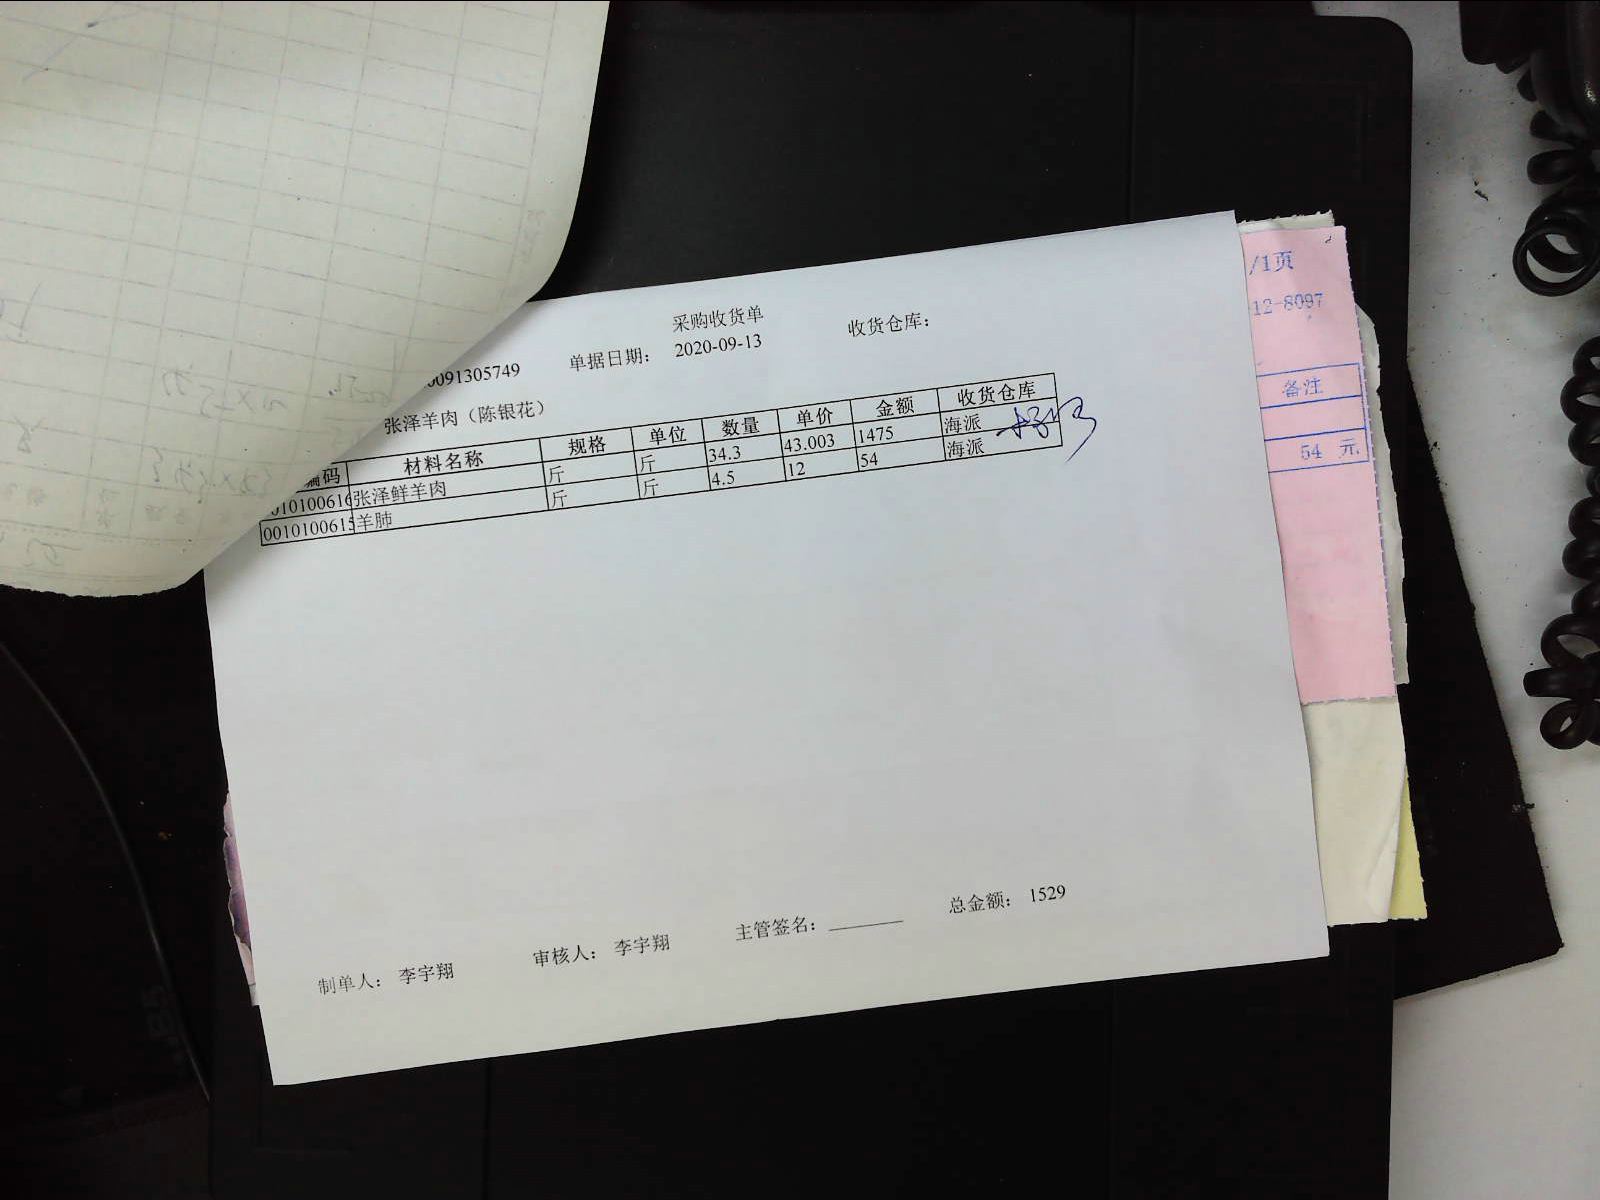 采购收货单
0091305749 单据日期： 2020-09-13 收货仓库：
张泽羊肉（陈银花）
编码 材料名称 规格 单位 数量 单价 金额 收货仓库
010100616 张泽鲜羊肉 斤 斤 34.3 43.003 1475 海派
0010100615 羊肺 斤 斤 4.5 12 54 海派
制单人： 李宇翔 审核人： 李宇翔 主管签名： 总金额： 1529
/1页
12-8097
备注
54 元